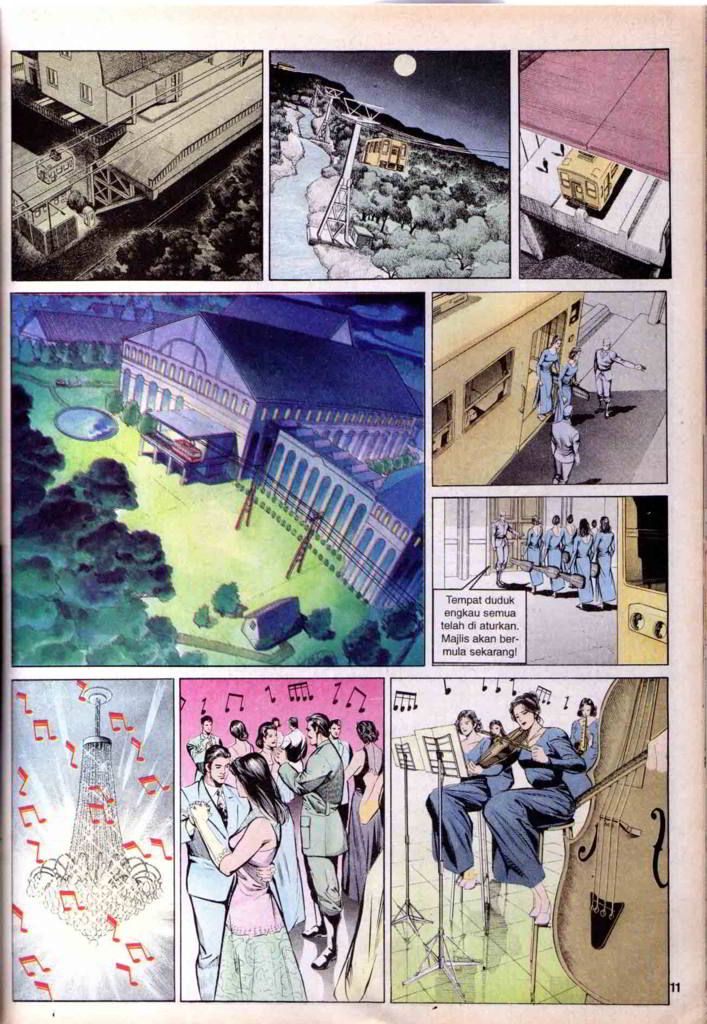 Tempat duduk
engkau semua
telah di aturkan.
Majlis akan ber-
mula sekarang!
11